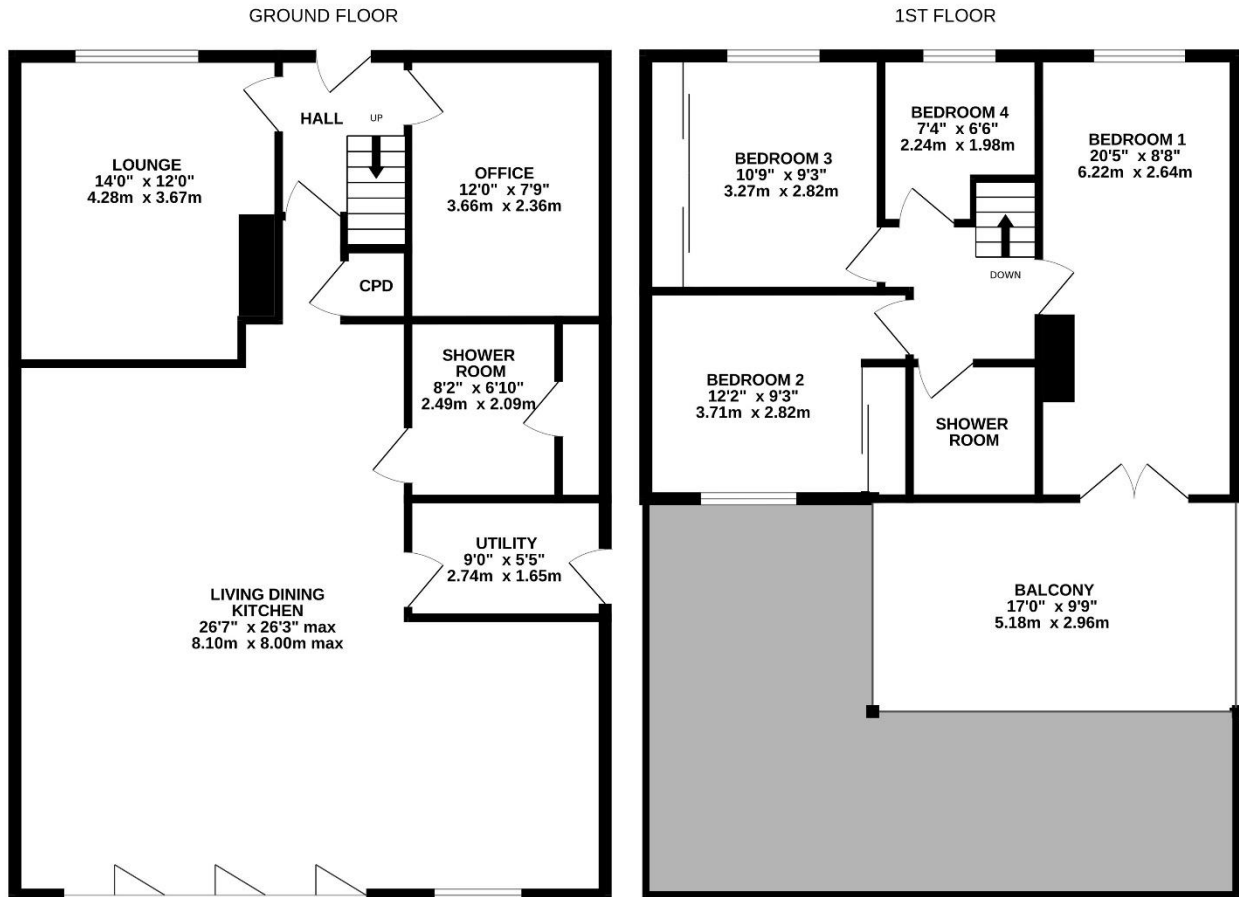 GROUND FLOOR
HALL
UP
LOUNGE
14'0" x 12'0"
4.28m x 3.67m
OFFICE
12'0" x 7'9"
3.66m x 2.36m
CPD
SHOWER
ROOM
8'2" x 6'10"
2.49m x 2.09m
UTILITY
9'0" x 5'5"
2.74m x 1.65m
LIVING DINING
KITCHEN
26'7" x 26'3" max
8.10m x 8.00m max
1ST FLOOR
BEDROOM 4
7'4" x 6'6"
2.24m x 1.98m
BEDROOM 1
20'5" x 8'8"
6.22m x 2.64m
BEDROOM 3
10'9" x 9'3"
3.27m x 2.82m
DOWN
BEDROOM 2
12'2" x 9'3"
3.71m x 2.82m
SHOWER
ROOM
BALCONY
17'0" x 9'9"
5.18m x 2.96m